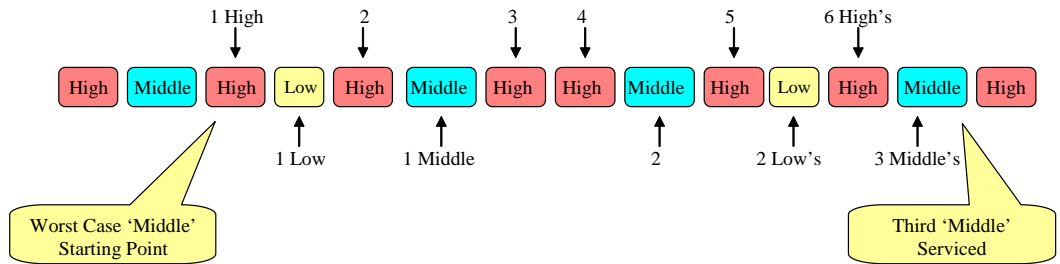 1 High 2 3 4 5 6 High's
High Middle High Low High Middle High High Middle High Low High Middle High
1 Low 1 Middle 2 2 Low's 3 Middle's
Worst Case ‘Middle’
Starting Point
Third ‘Middle’
Serviced